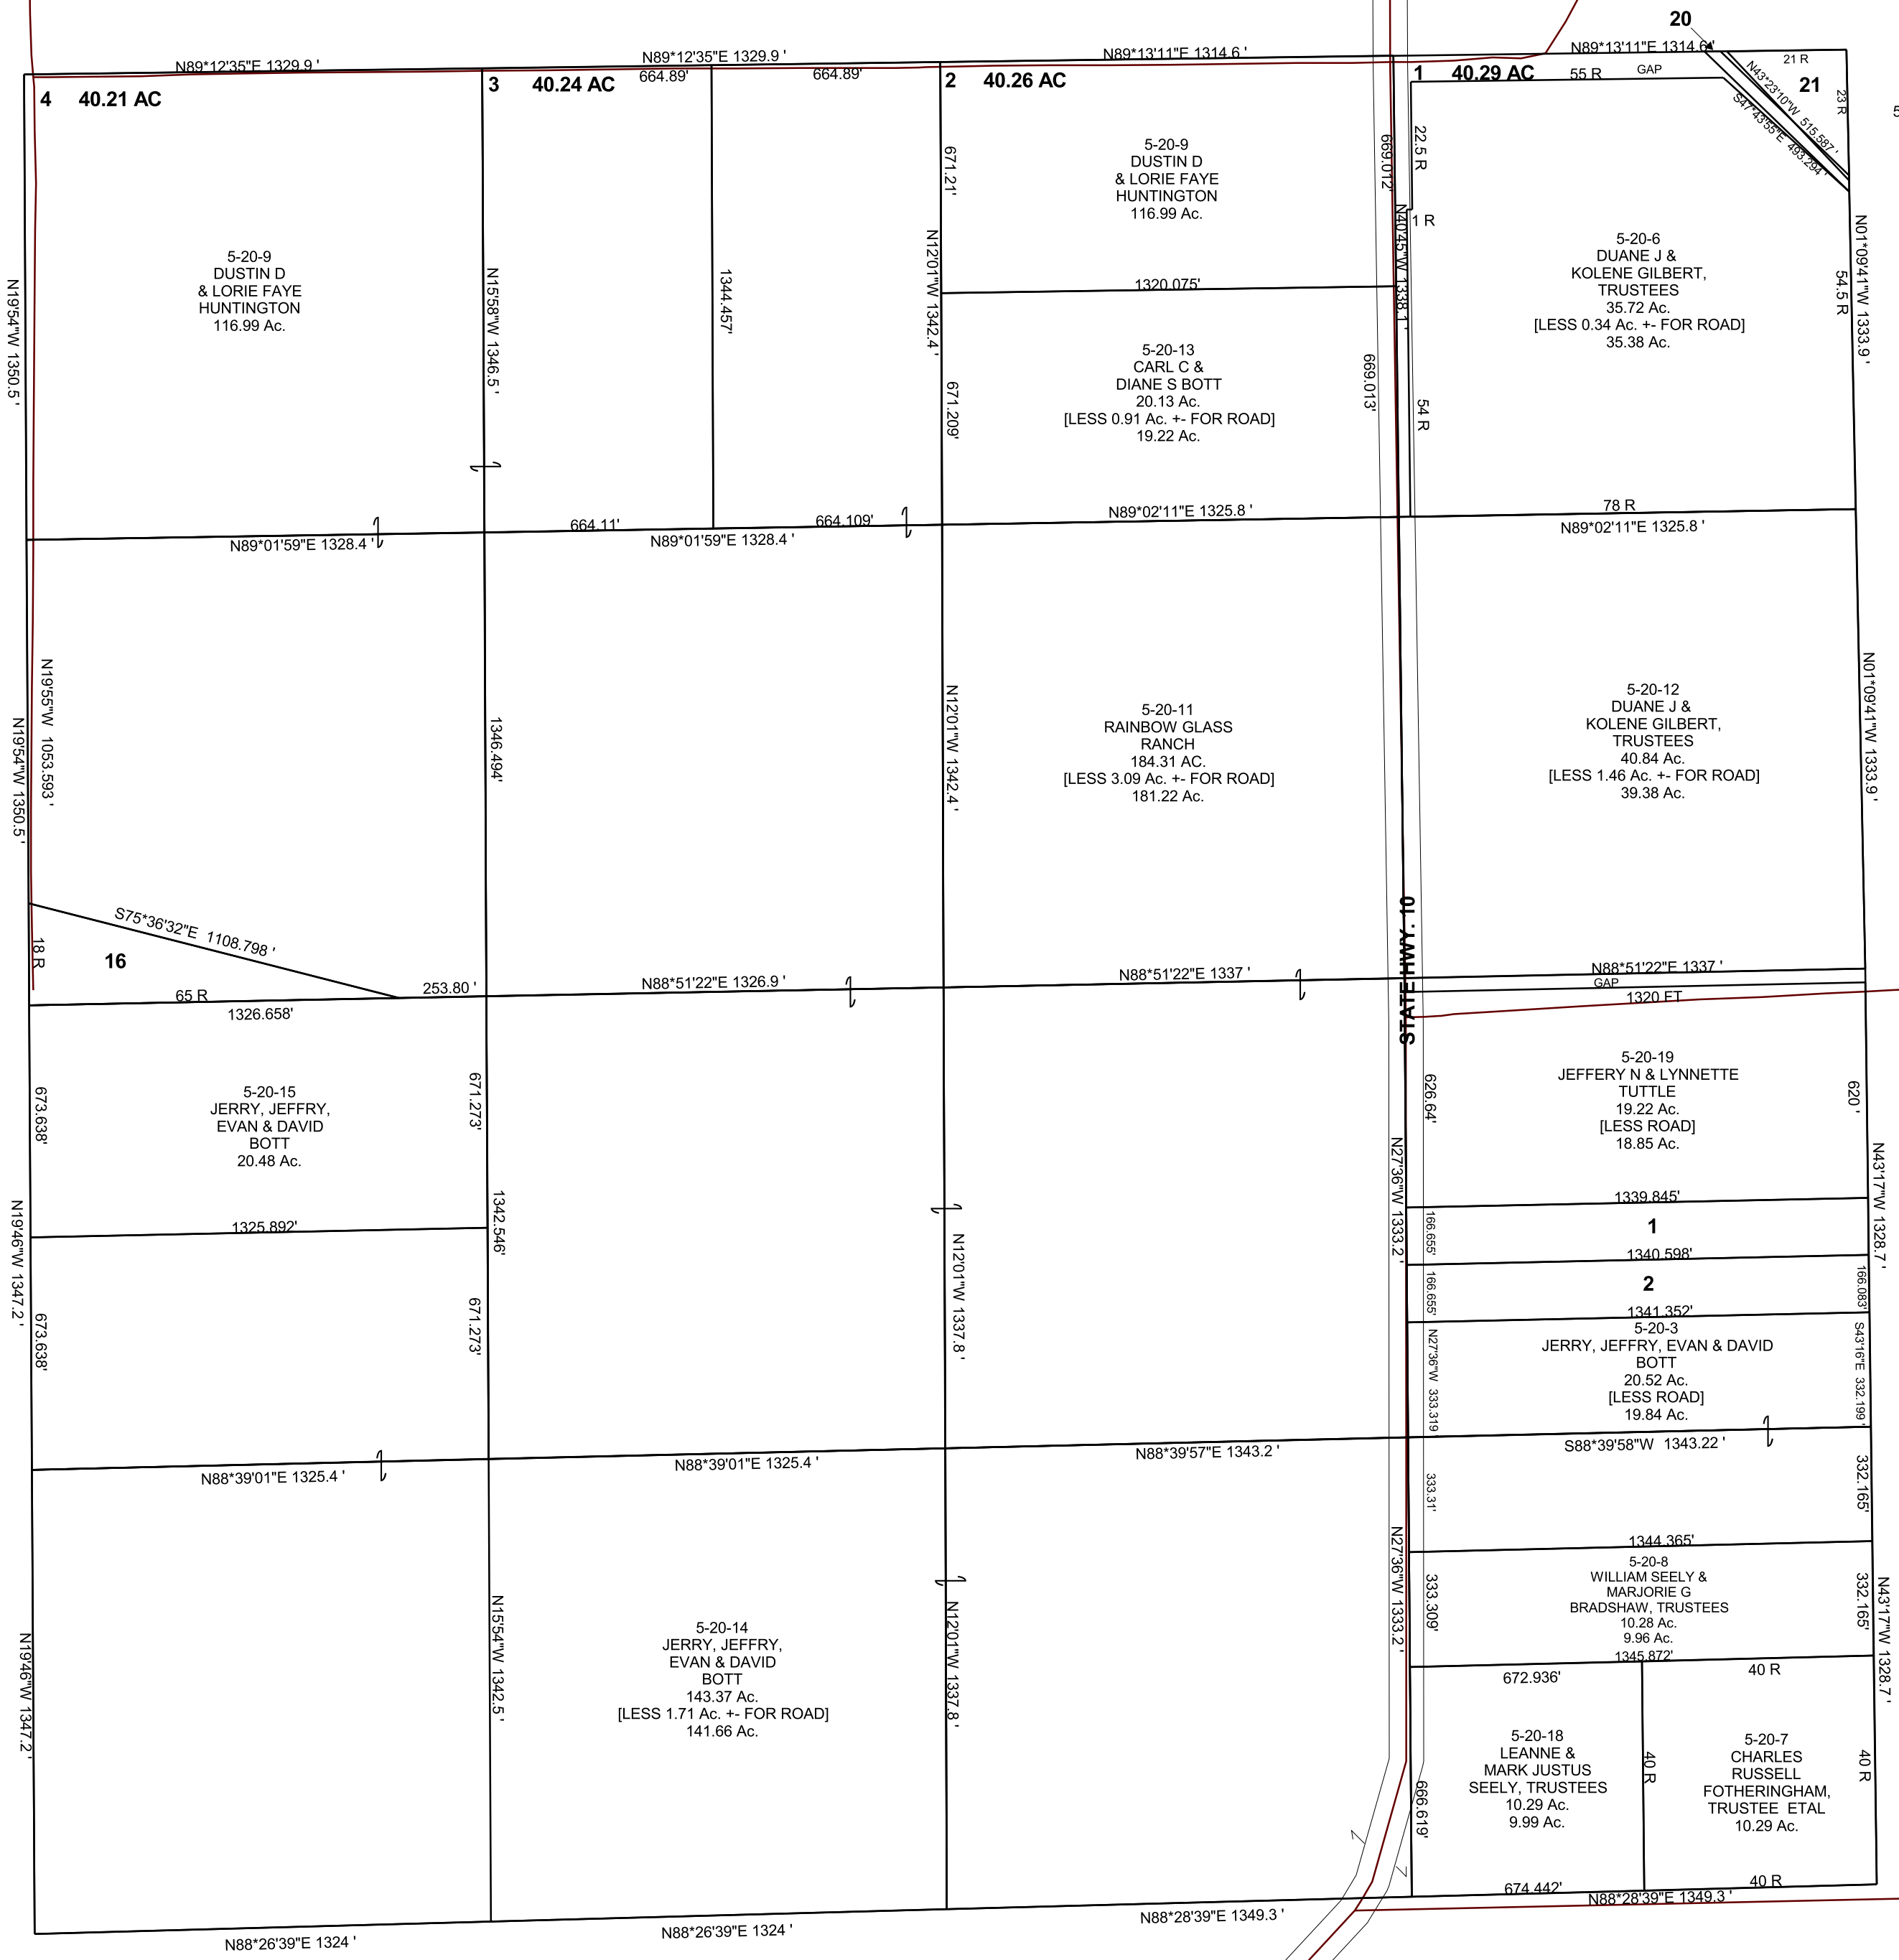 20
N89*12'35"E 1329.9 '
N89*12'35"E 1329.9 '
N89*13'11"E 1314.6 '
N89*13'11"E 1314.6 '
4 40.21 AC
3 40.24 AC
664.89'
664.89'
2 40.26 AC
1 40.29 AC
55 R
GAP
21 R
21
23 R
N43*23'10"W 515.587 '
S47*43'55"E 493.294 '
5-20-9
DUSTIN D
& LORIE FAYE
HUNTINGTON
116.99 Ac.
671.21'
669.012'
22.5 R
1 R
N40'45"W 1338.1 '
5-20-9
DUSTIN D
& LORIE FAYE
HUNTINGTON
116.99 Ac.
N19'54"W 1350.5 '
N15'58"W 1346.5 '
1344.457'
N12'01"W 1342.4 '
1320.075'
5-20-6
DUANE J &
KOLENE GILBERT,
TRUSTEES
35.72 Ac.
[LESS 0.34 Ac. +- FOR ROAD]
35.38 Ac.
54.5 R
N01*09'41"W 1333.9 '
5-20-13
CARL C &
DIANE S BOTT
20.13 Ac.
[LESS 0.91 Ac. +- FOR ROAD]
19.22 Ac.
671.209'
669.013'
54 R
N89*01'59"E 1328.4 '
664.11'
664.109'
N89*01'59"E 1328.4 '
N89*02'11"E 1325.8 '
78 R
N89*02'11"E 1325.8 '
N19'55"W 1053.593 '
N19'54"W 1350.5 '
1346.494'
N12'01"W 1342.4 '
5-20-11
RAINBOW GLASS
RANCH
184.31 AC.
[LESS 3.09 Ac. +- FOR ROAD]
181.22 Ac.
5-20-12
DUANE J &
KOLENE GILBERT,
TRUSTEES
40.84 Ac.
[LESS 1.46 Ac. +- FOR ROAD]
39.38 Ac.
N01*09'41"W 1333.9 '
STATE HWY. 10
S75*36'32"E 1108.798 '
18 R
16
65 R
253.80 '
1326.658'
N88*51'22"E 1326.9 '
N88*51'22"E 1337 '
N88*51'22"E 1337 '
GAP
1320 FT
5-20-15
JERRY, JEFFRY,
EVAN & DAVID
BOTT
20.48 Ac.
673.638'
671.273'
626.64'
5-20-19
JEFFERY N & LYNNETTE
TUTTLE
19.22 Ac.
[LESS ROAD]
18.85 Ac.
620 '
N43'17"W 1328.7 '
1339.845'
N19'46"W 1347.2 '
1325.892'
1342.546'
N12'01"W 1337.8 '
N27'36"W 1333.2 '
166.655'
1
1340.598'
166.655'
2
166.083'
1341.352'
673.638'
671.273'
N27'36"W 333.319
5-20-3
JERRY, JEFFRY, EVAN & DAVID
BOTT
20.52 Ac.
[LESS ROAD]
19.84 Ac.
S43'16"E 332.199 '
N88*39'01"E 1325.4 '
N88*39'01"E 1325.4 '
N88*39'57"E 1343.2 '
S88*39'58"W 1343.22 '
333.31'
332.165'
1344.365'
N27'36"W 1333.2 '
333.309'
5-20-8
WILLIAM SEELY &
MARJORIE G
BRADSHAW, TRUSTEES
10.28 Ac.
9.96 Ac.
332.165'
N43'17"W 1328.7 '
1345.872'
672.936'
40 R
N19'46"W 1347.2 '
N15'54"W 1342.5 '
5-20-14
JERRY, JEFFRY,
EVAN & DAVID
BOTT
143.37 Ac.
[LESS 1.71 Ac. +- FOR ROAD]
141.66 Ac.
N12'01"W 1337.8 '
5-20-18
LEANNE &
MARK JUSTUS
SEELY, TRUSTEES
10.29 Ac.
9.99 Ac.
666.619'
40 R
5-20-7
CHARLES
RUSSELL
FOTHERINGHAM,
TRUSTEE ETAL
10.29 Ac.
40 R
674.442'
40 R
N88*26'39"E 1324 '
N88*26'39"E 1324 '
N88*28'39"E 1349.3 '
N88*28'39"E 1349.3 '